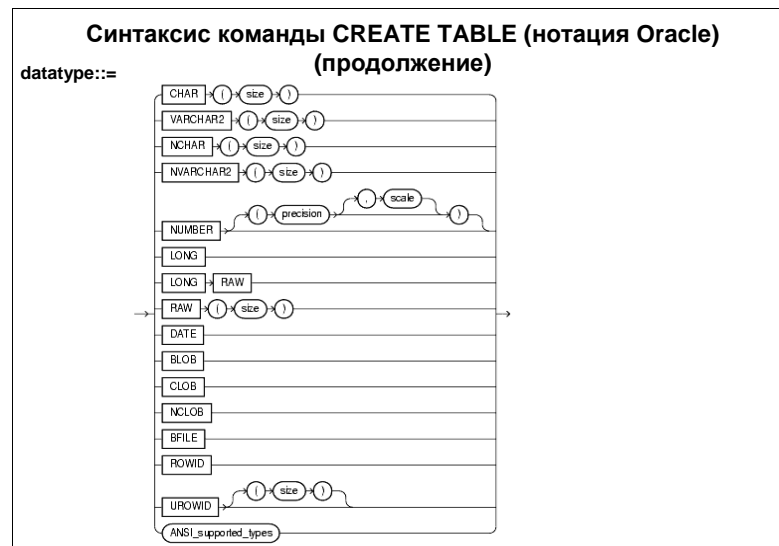 Синтаксис команды CREATE TABLE (нотация Oracle)
(продолжение)
datatype::=
CHAR ( size )
VARCHAR2 ( size )
NCHAR ( size )
NVARCHAR2 ( size )
NUMBER ( precision , scale )
LONG
LONG RAW
RAW ( size )
DATE
BLOB
CLOB
NCLOB
BFILE
ROWID
UROWID ( size )
ANSI_supported_types